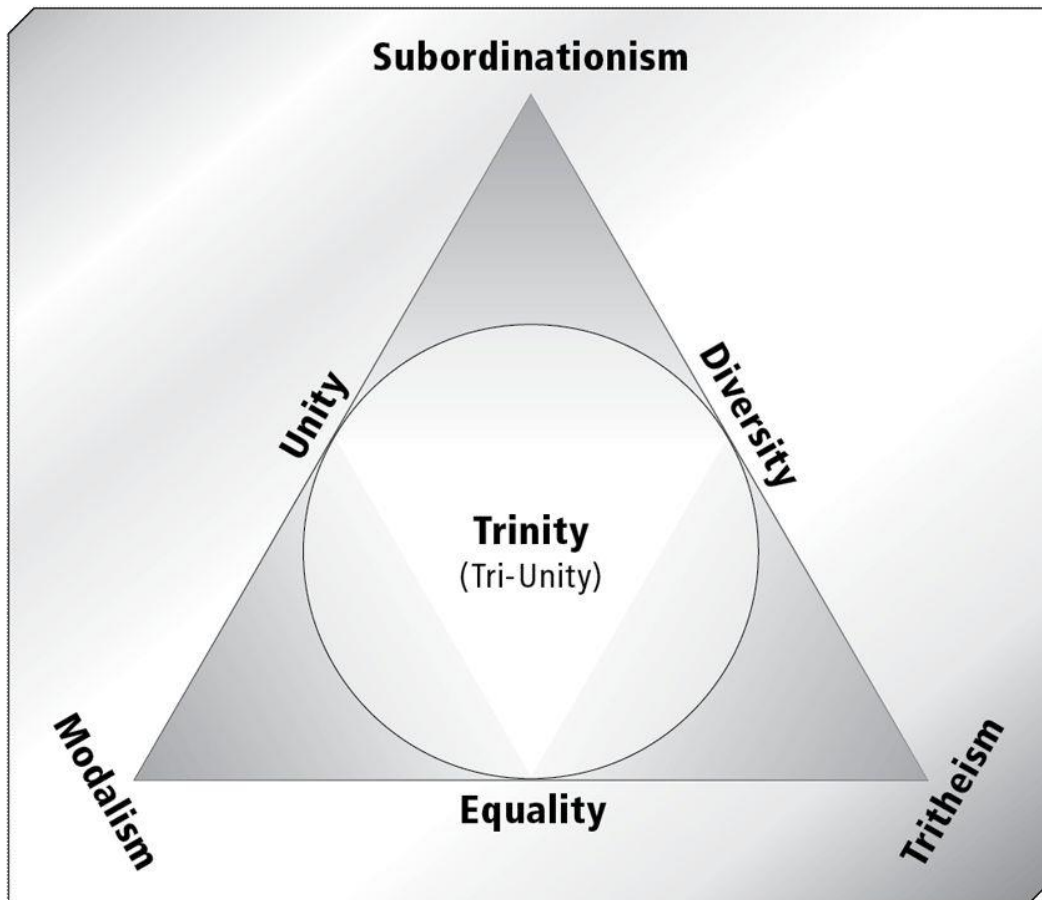 Subordinationism
Unity
Diversity
Trinity
(Tri-Unity)
Modalism
Equality
Tritheism